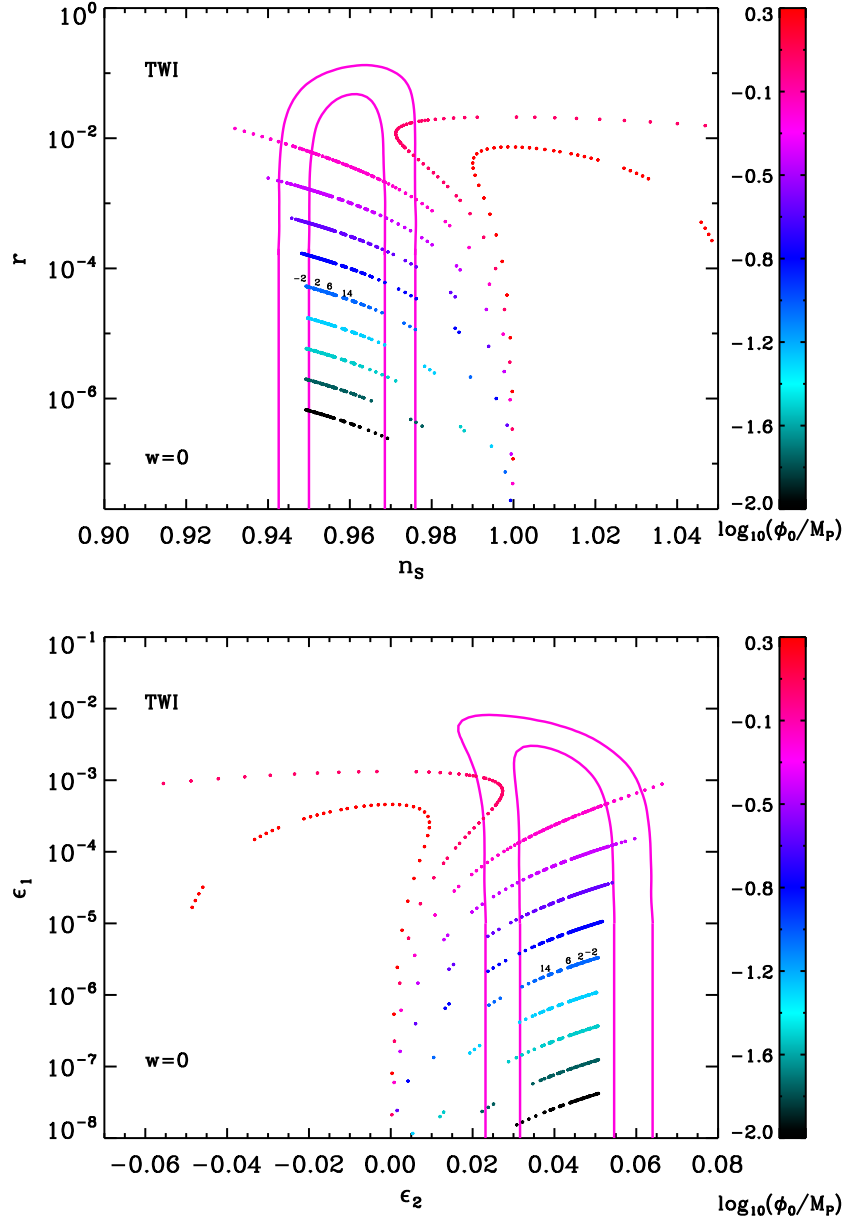 10⁰
10⁻²
10⁻⁴
10⁻⁶
r
TWI
-2 2 6 14
w=0
0.90 0.92 0.94 0.96 0.98 1.00 1.02 1.04
n_S
0.3
-0.1
-0.5
-0.8
-1.2
-1.6
-2.0
log₁₀(ϕ₀/M_P)
10⁻¹
10⁻²
10⁻³
10⁻⁴
10⁻⁵
10⁻⁶
10⁻⁷
10⁻⁸
ϵ₁
TWI
14 6 2 -2
w=0
-0.06 -0.04 -0.02 0.00 0.02 0.04 0.06 0.08
ϵ₂
0.3
-0.1
-0.5
-0.8
-1.2
-1.6
-2.0
log₁₀(ϕ₀/M_P)